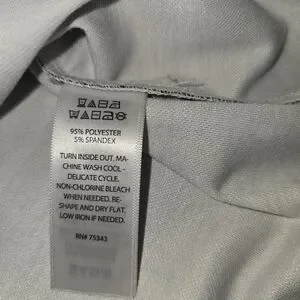 95% POLYESTER
5% SPANDEX
TURN INSIDE OUT. MA-
CHINE WASH COOL -
DELICATE CYCLE.
NON-CHLORINE BLEACH
WHEN NEEDED. RE-
SHAPE AND DRY FLAT.
LOW IRON IF NEEDED.
RN# 75343